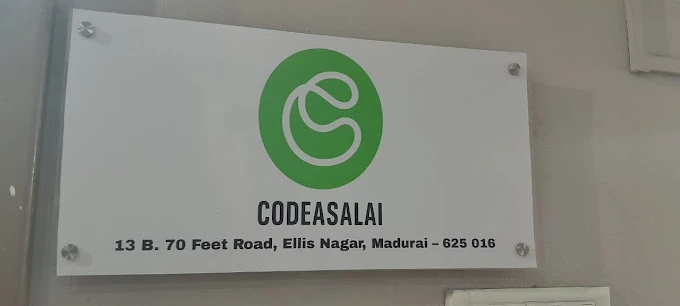 CODEASALAI
13 B. 70 Feet Road, Ellis Nagar, Madurai – 625 016